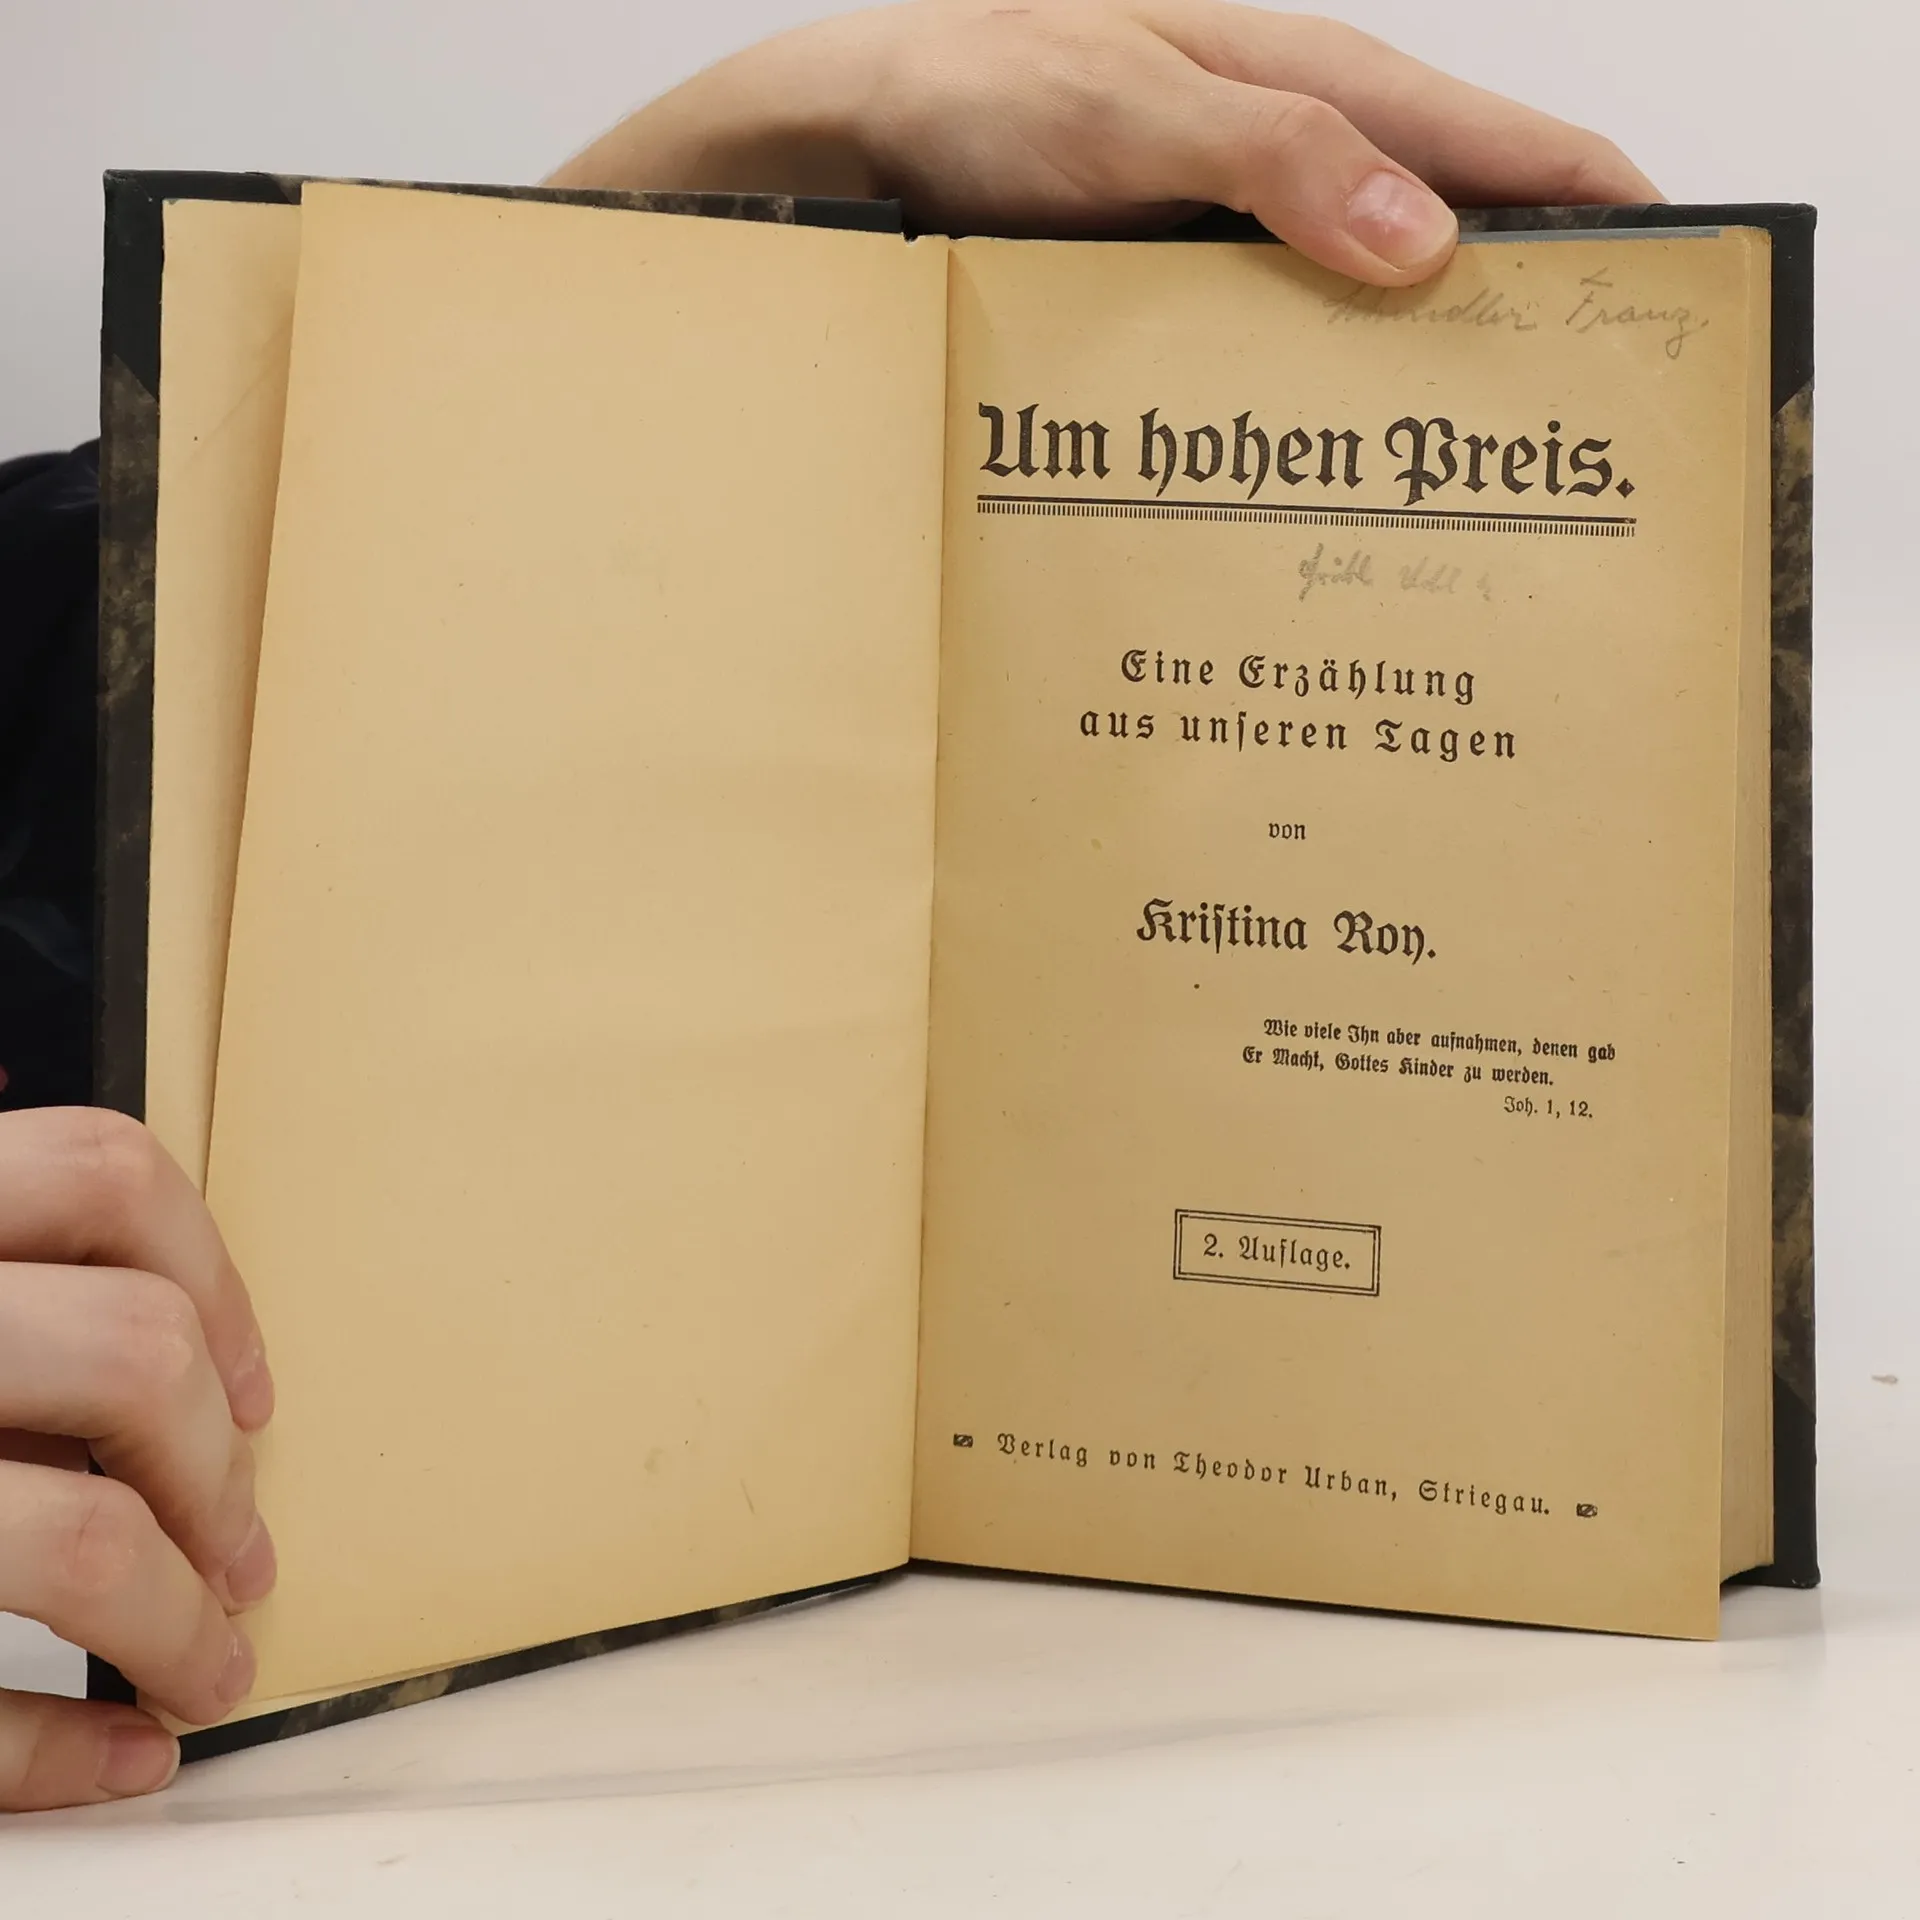 Franz.
Um hohen Preis.
Eine Erzählung
aus unſeren Tagen
von
Kriſtina Roy.
Wie viele Ihn aber aufnahmen, denen gab
Er Macht, Gottes Kinder zu werden.
Joh. 1, 12.
2. Auflage.
Verlag von Theodor Urban, Striegau.